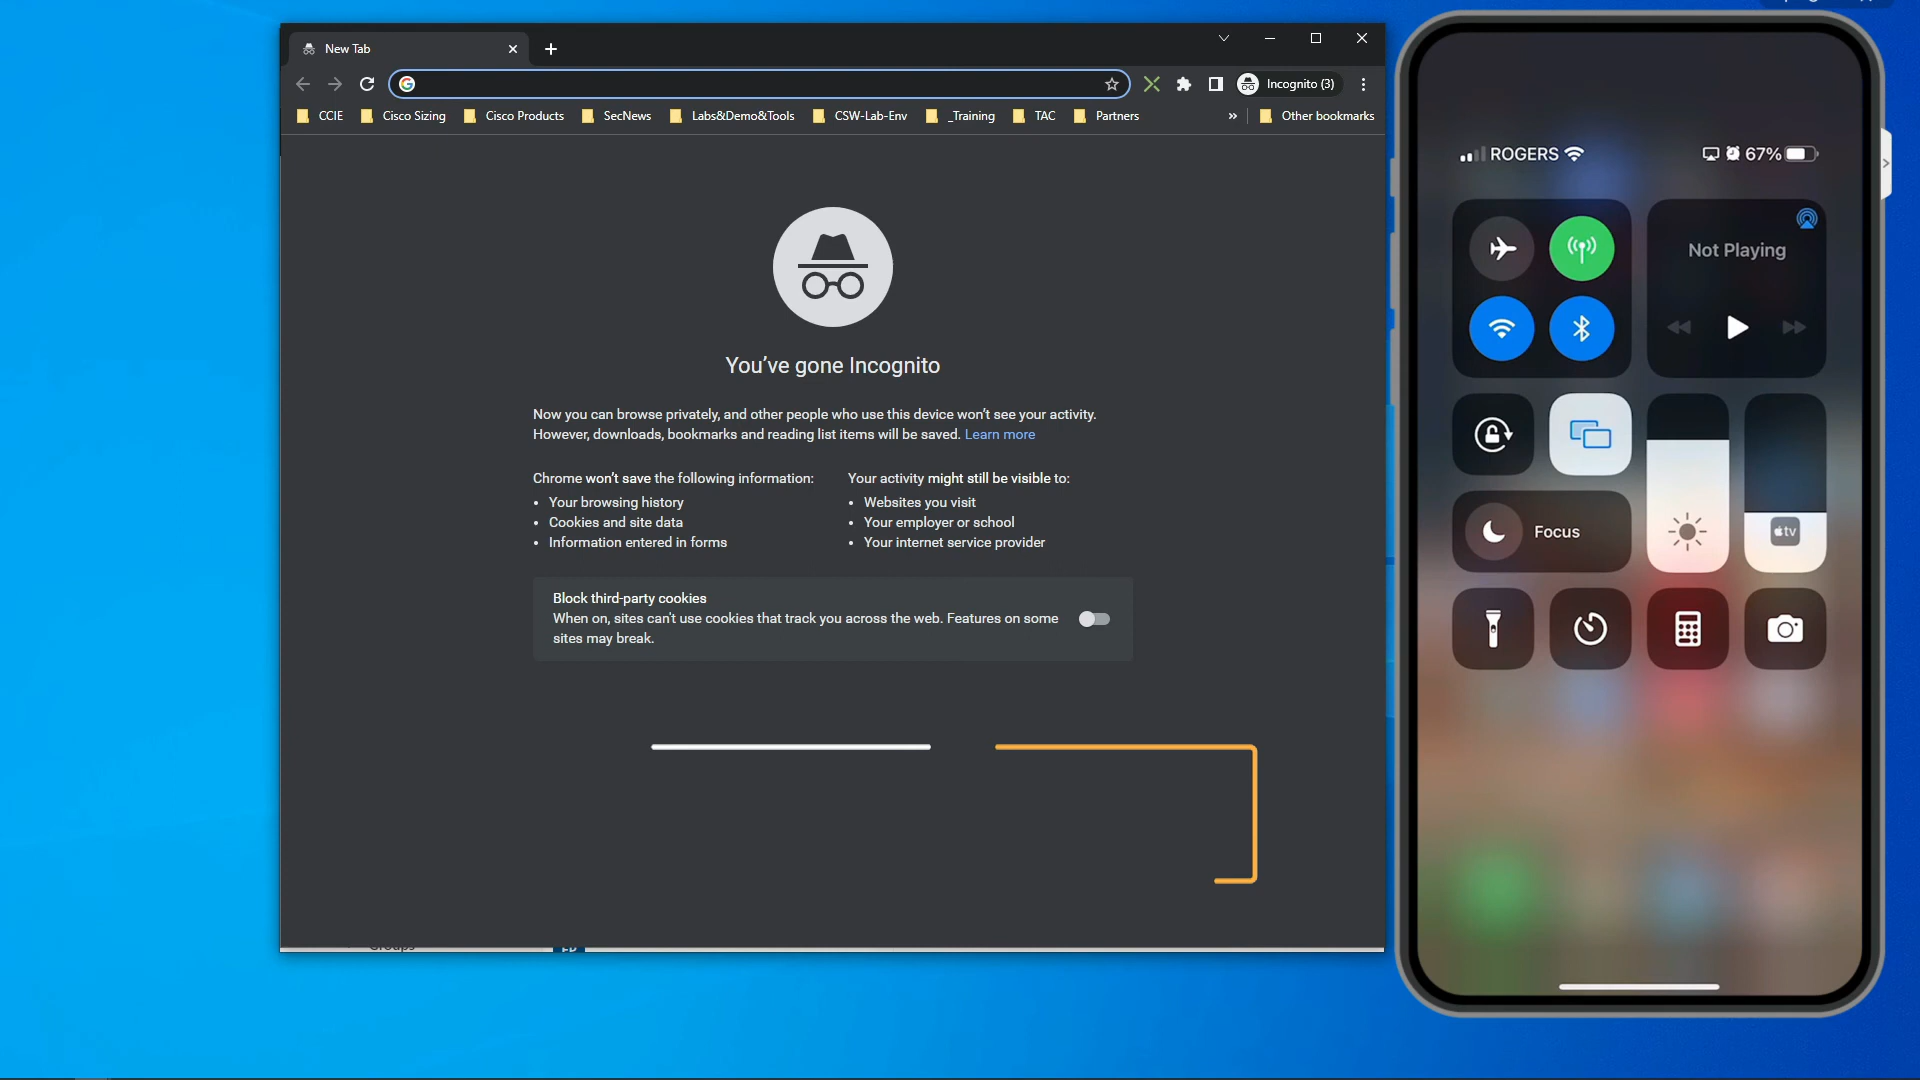 New Tab
Incognito (3)
CCIE Cisco Sizing Cisco Products SecNews Labs&Demo&Tools CSW-Lab-Env _Training TAC Partners » Other bookmarks
You’ve gone Incognito
Now you can browse privately, and other people who use this device won’t see your activity.
However, downloads, bookmarks and reading list items will be saved. Learn more
Chrome won’t save the following information:
• Your browsing history
• Cookies and site data
• Information entered in forms
Your activity might still be visible to:
• Websites you visit
• Your employer or school
• Your internet service provider
Block third-party cookies
When on, sites can't use cookies that track you across the web. Features on some
sites may break.
Groups
ROGERS 67%
Not Playing
Focus
tv